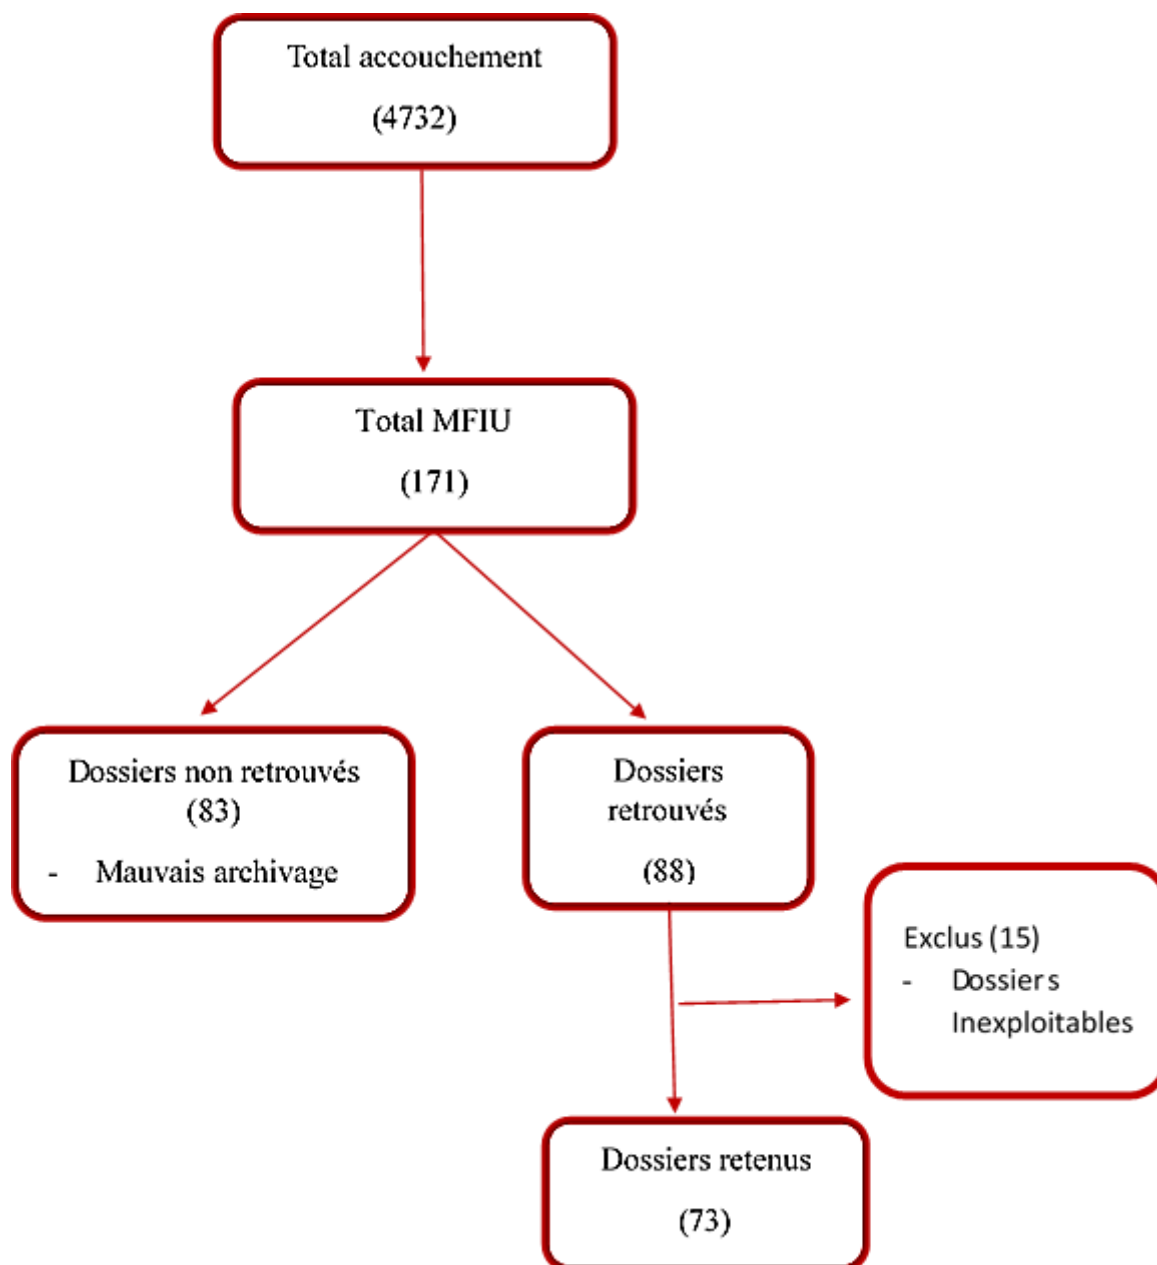 Total accouchement
(4732)
Total MFIU
(171)
Dossiers non retrouvés
(83)
- Mauvais archivage
Dossiers
retrouvés
(88)
Exclus (15)
- Dossiers
Inexploitables
Dossiers retenus
(73)